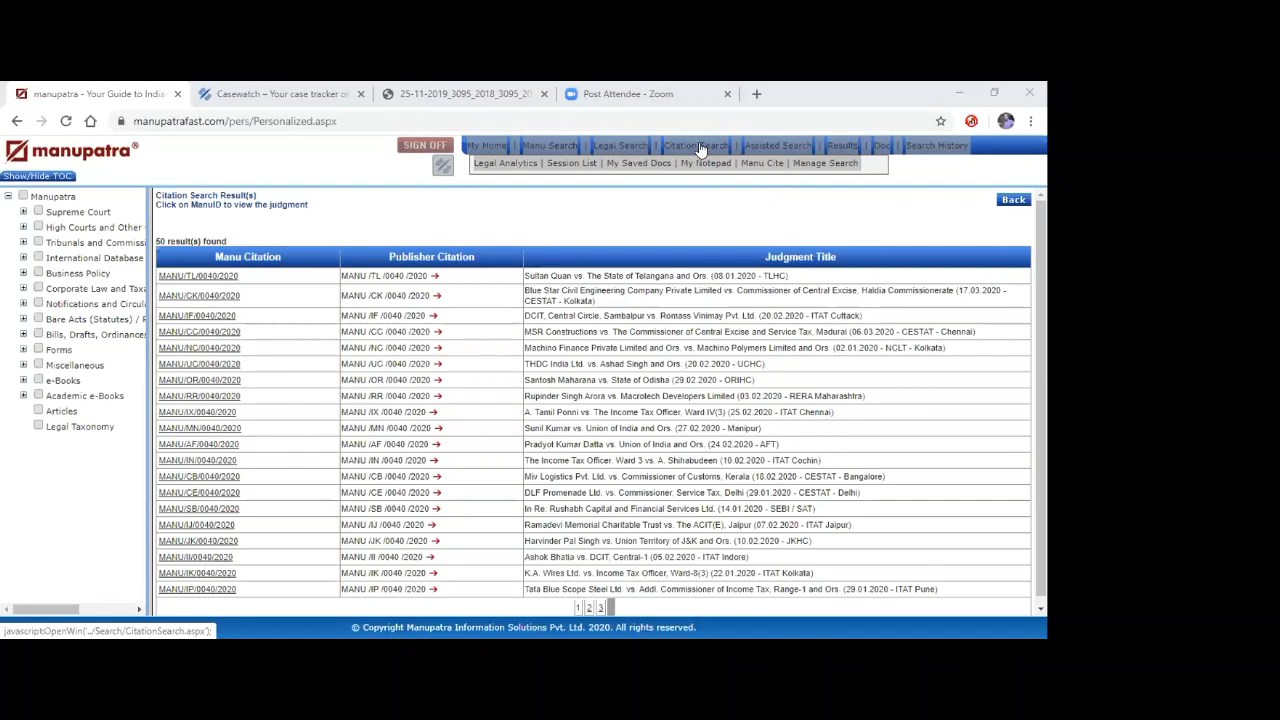 manupatra - Your Guide to India
Casewatch – Your case tracker or
25-11-2019_3095_2018_3095_20
Post Attendee - Zoom
manupatrafast.com/pers/Personalized.aspx
manupatra®
SIGN OFF
My Home | Manu Search | Legal Search | Citation Search | Assisted Search | Results | Doc | Search History
Legal Analytics | Session List | My Saved Docs | My Notepad | Manu Cite | Manage Search
Show/Hide TOC
Manupatra
Supreme Court
High Courts and Other
Tribunals and Commiss
International Database
Business Policy
Corporate Law and Taxa
Notifications and Circula
Bare Acts (Statutes) / R
Bills, Drafts, Ordinances
Forms
Miscellaneous
e-Books
Academic e-Books
Articles
Legal Taxonomy
Citation Search Result(s)
Click on ManuID to view the judgment
Back
50 result(s) found
Manu Citation Publisher Citation Judgment Title
MANU/TL/0040/2020 MANU /TL /0040 /2020 → Sultan Quan vs. The State of Telangana and Ors. (08.01.2020 - TLHC)
MANU/CK/0040/2020 MANU /CK /0040 /2020 → Blue Star Civil Engineering Company Private Limited vs. Commissioner of Central Excise, Haldia Commissionerate (17.03.2020 -
CESTAT - Kolkata)
MANU/IF/0040/2020 MANU /IF /0040 /2020 → DCIT, Central Circle, Sambalpur vs. Romass Vinimay Pvt. Ltd. (20.02.2020 - ITAT Cuttack)
MANU/CC/0040/2020 MANU /CC /0040 /2020 → MSR Constructions vs. The Commissioner of Central Excise and Service Tax, Madurai (06.03.2020 - CESTAT - Chennai)
MANU/NC/0040/2020 MANU /NC /0040 /2020 → Machino Finance Private Limited and Ors. vs. Machino Polymers Limited and Ors. (02.01.2020 - NCLT - Kolkata)
MANU/UC/0040/2020 MANU /UC /0040 /2020 → THDC India Ltd. vs. Ashad Singh and Ors. (20.02.2020 - UCHC)
MANU/OR/0040/2020 MANU /OR /0040 /2020 → Santosh Maharana vs. State of Odisha (29.02.2020 - ORIHC)
MANU/RR/0040/2020 MANU /RR /0040 /2020 → Rupinder Singh Arora vs. Macrotech Developers Limited (03.02.2020 - RERA Maharashtra)
MANU/IX/0040/2020 MANU /IX /0040 /2020 → A. Tamil Ponni vs. The Income Tax Officer, Ward IV(3) (25.02.2020 - ITAT Chennai)
MANU/MN/0040/2020 MANU /MN /0040 /2020 → Sunil Kumar vs. Union of India and Ors. (27.02.2020 - Manipur)
MANU/AF/0040/2020 MANU /AF /0040 /2020 → Pradyot Kumar Datta vs. Union of India and Ors. (24.02.2020 - AFT)
MANU/IN/0040/2020 MANU /IN /0040 /2020 → The Income Tax Officer, Ward 3 vs. A. Shihabudeen (10.02.2020 - ITAT Cochin)
MANU/CB/0040/2020 MANU /CB /0040 /2020 → Miv Logistics Pvt. Ltd. vs. Commissioner of Customs, Kerala (18.02.2020 - CESTAT - Bangalore)
MANU/CE/0040/2020 MANU /CE /0040 /2020 → DLF Promenade Ltd. vs. Commissioner, Service Tax, Delhi (29.01.2020 - CESTAT - Delhi)
MANU/SB/0040/2020 MANU /SB /0040 /2020 → In Re. Rushabh Capital and Financial Services Ltd. (14.01.2020 - SEBI / SAT)
MANU/IJ/0040/2020 MANU /IJ /0040 /2020 → Ramadevi Memorial Charitable Trust vs. The ACIT(E), Jaipur (07.02.2020 - ITAT Jaipur)
MANU/JK/0040/2020 MANU /JK /0040 /2020 → Harvinder Pal Singh vs. Union Territory of J&K and Ors. (10.02.2020 - JKHC)
MANU/II/0040/2020 MANU /II /0040 /2020 → Ashok Bhatia vs. DCIT, Central-1 (05.02.2020 - ITAT Indore)
MANU/IK/0040/2020 MANU /IK /0040 /2020 → K.A. Wires Ltd. vs. Income Tax Officer, Ward-8(3) (22.01.2020 - ITAT Kolkata)
MANU/IP/0040/2020 MANU /IP /0040 /2020 → Tata Blue Scope Steel Ltd. vs. Addl. Commissioner of Income Tax, Range-1 and Ors. (29.01.2020 - ITAT Pune)
1 2 3
javascript:OpenWin('../Search/CitationSearch.aspx');
© Copyright Manupatra Information Solutions Pvt. Ltd. 2020. All rights reserved.